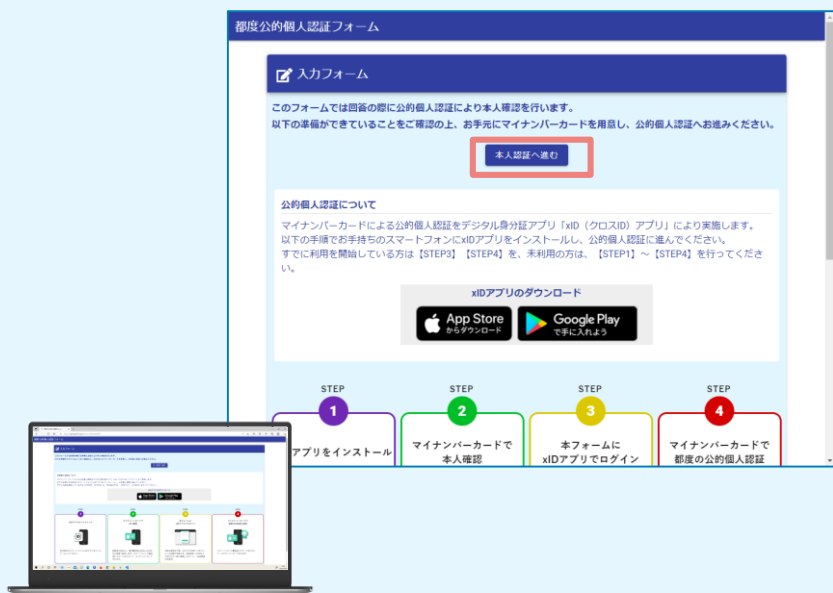 都度公的個人認証フォーム
入力フォーム
このフォームでは回答の際に公的個人認証により本人確認を行います。
以下の準備ができていることをご確認の上、お手元にマイナンバーカードを用意し、公的個人認証へお進みください。
本人認証へ進む
公的個人認証について
マイナンバーカードによる公的個人認証をデジタル身分証アプリ「xID（クロスID）アプリ」により実施します。
以下の手順でお手持ちのスマートフォンにxIDアプリをインストールし、公的個人認証に進んでください。
すでに利用を開始している方は【STEP3】【STEP4】を、未利用の方は、【STEP1】～【STEP4】を行ってくださ
い。
xIDアプリのダウンロード
App Store
からダウンロード
Google Play
で手に入れよう
STEP
1
アプリをインストール
STEP
2
マイナンバーカードで
本人確認
STEP
3
本フォームに
xIDアプリでログイン
STEP
4
マイナンバーカードで
都度の公的個人認証